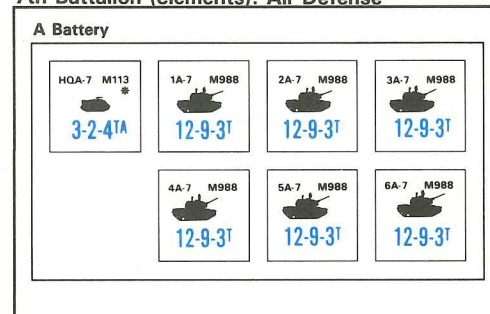 7th Battalion (elements): Air Defense
A Battery
HQA-7 M113
*
3-2-4TA
1A-7 M988
12-9-3T
2A-7 M988
12-9-3T
3A-7 M988
12-9-3T
4A-7 M988
12-9-3T
5A-7 M988
12-9-3T
6A-7 M988
12-9-3T